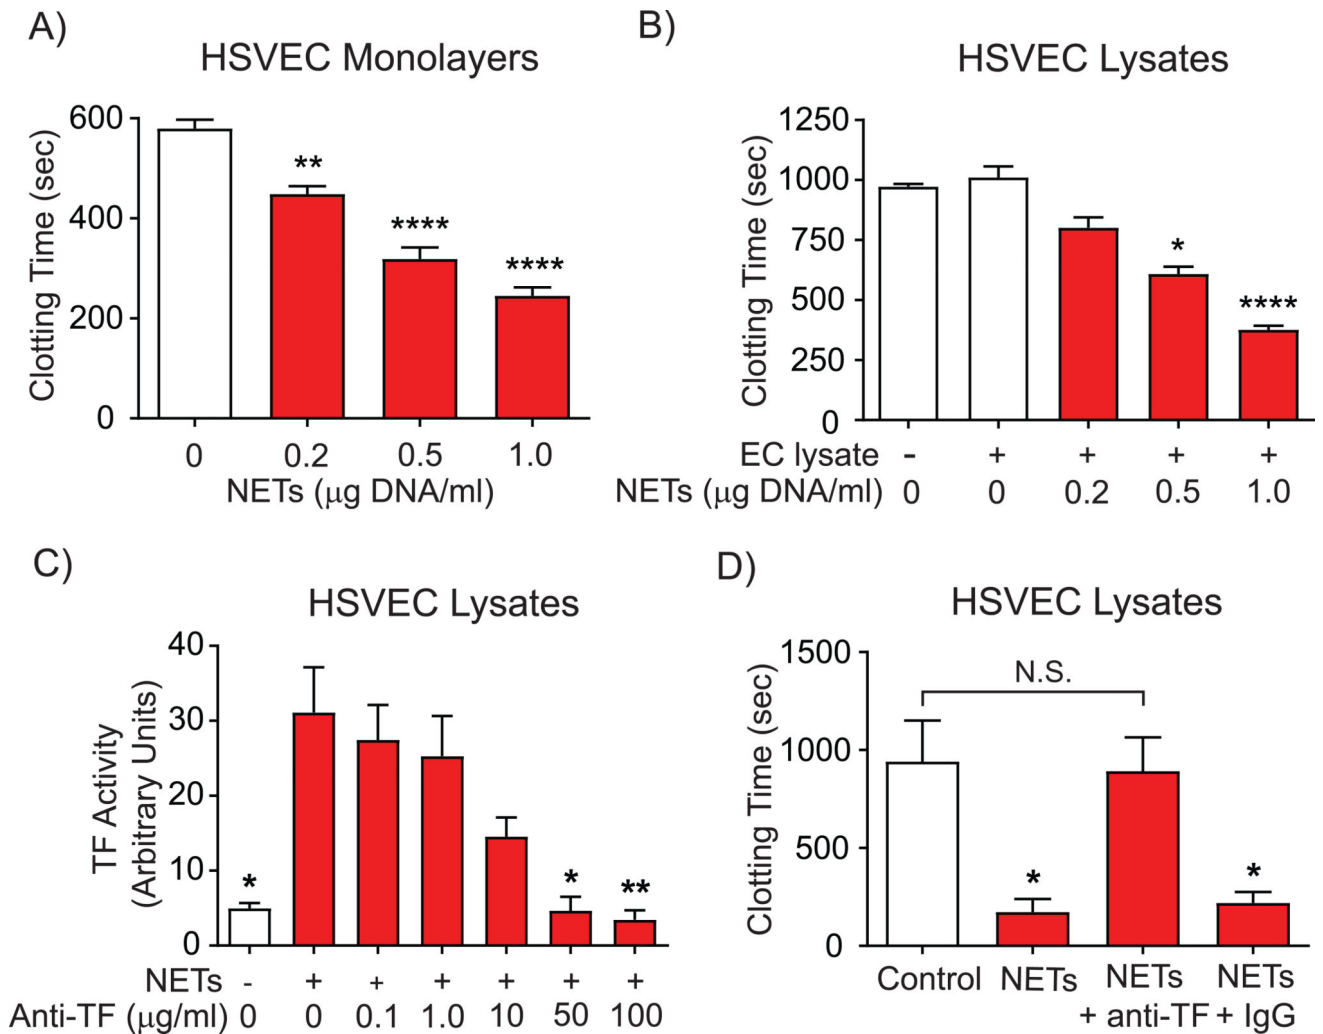 A)
HSVEC Monolayers
Clotting Time (sec)
600
400
200
0
**
****
****
0 0.2 0.5 1.0
NETs (μg DNA/ml)
B)
HSVEC Lysates
Clotting Time (sec)
1250
1000
750
500
250
0
*
****
EC lysate - + + + +
NETs (μg DNA/ml) 0 0 0.2 0.5 1.0
C)
HSVEC Lysates
TF Activity
(Arbitrary Units)
40
30
20
10
0
*
*
**
NETs - + + + + + +
Anti-TF (μg/ml) 0 0 0.1 1.0 10 50 100
D)
HSVEC Lysates
Clotting Time (sec)
1500
1000
500
0
N.S.
*
*
Control NETs NETs NETs
+ anti-TF + IgG